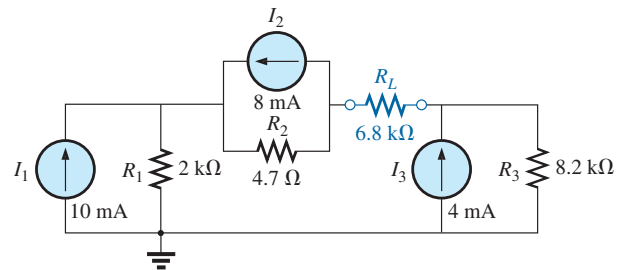 I2
8 mA
R2
4.7 Ω
RL
6.8 kΩ
I1
10 mA
R1
2 kΩ
I3
4 mA
R3
8.2 kΩ